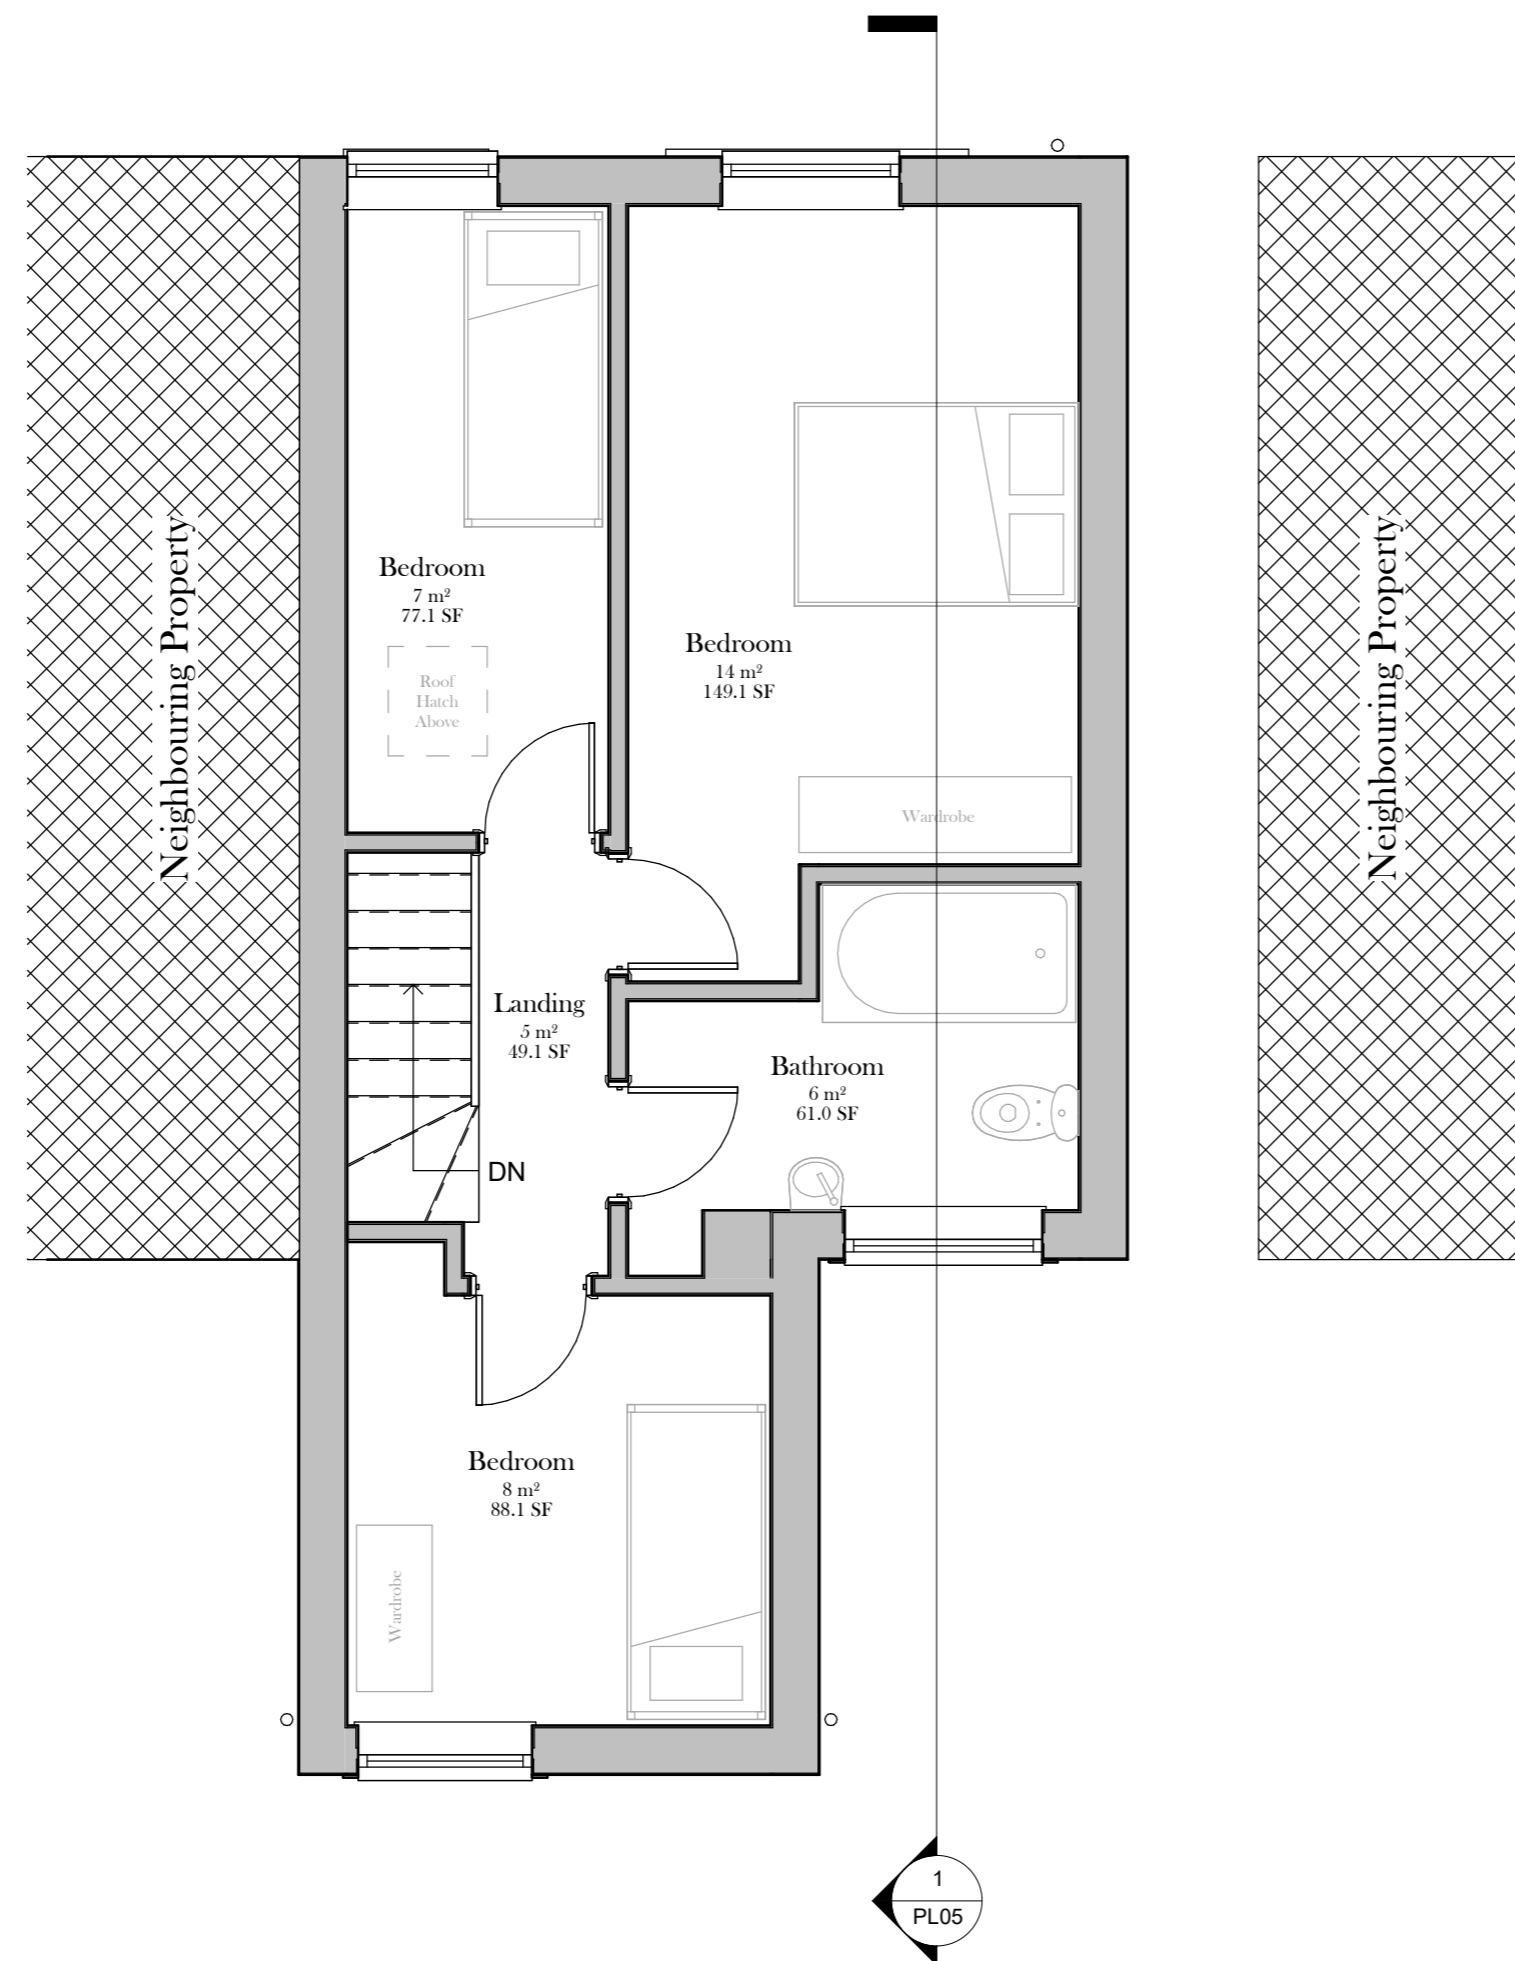 Neighbouring Property
Bedroom
7 m²
77.1 SF
Roof
Hatch
Above
Bedroom
14 m²
149.1 SF
Wardrobe
Neighbouring Property
Landing
5 m²
49.1 SF
DN
Bathroom
6 m²
61.0 SF
Bedroom
8 m²
88.1 SF
Wardrobe
1
PL05